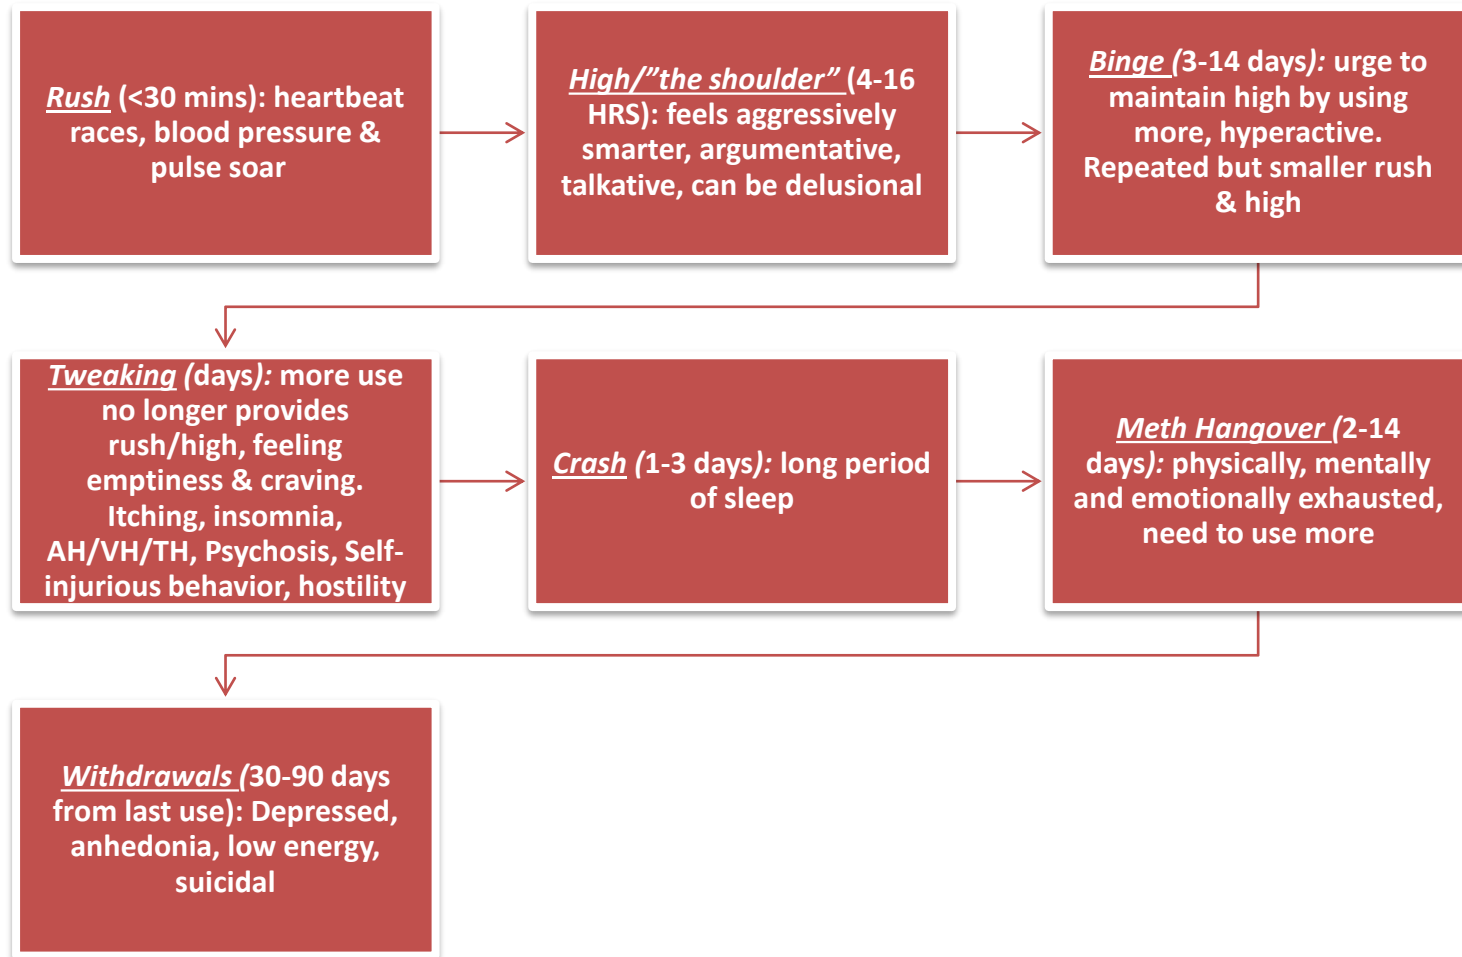 Rush (<30 mins): heartbeat
races, blood pressure &
pulse soar
High/”the shoulder” (4-16
HRS): feels aggressively
smarter, argumentative,
talkative, can be delusional
Binge (3-14 days): urge to
maintain high by using
more, hyperactive.
Repeated but smaller rush
& high
Tweaking (days): more use
no longer provides
rush/high, feeling
emptiness & craving.
Itching, insomnia,
AH/VH/TH, Psychosis, Self-
injurious behavior, hostility
Crash (1-3 days): long period
of sleep
Meth Hangover (2-14
days): physically, mentally
and emotionally exhausted,
need to use more
Withdrawals (30-90 days
from last use): Depressed,
anhedonia, low energy,
suicidal